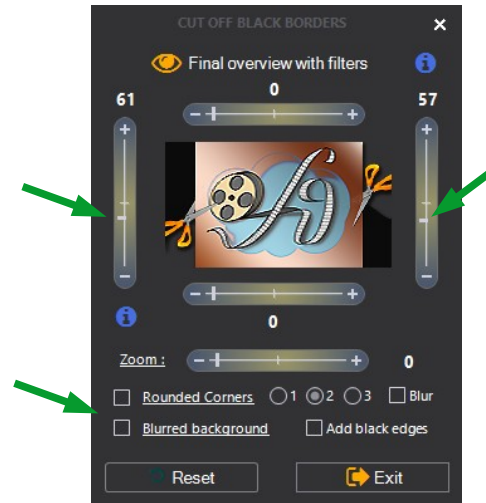 CUT OFF BLACK BORDERS
Final overview with filters
0
61
57
0
Zoom :
0
Rounded Corners 1 2 3 Blur
Blurred background Add black edges
Reset Exit